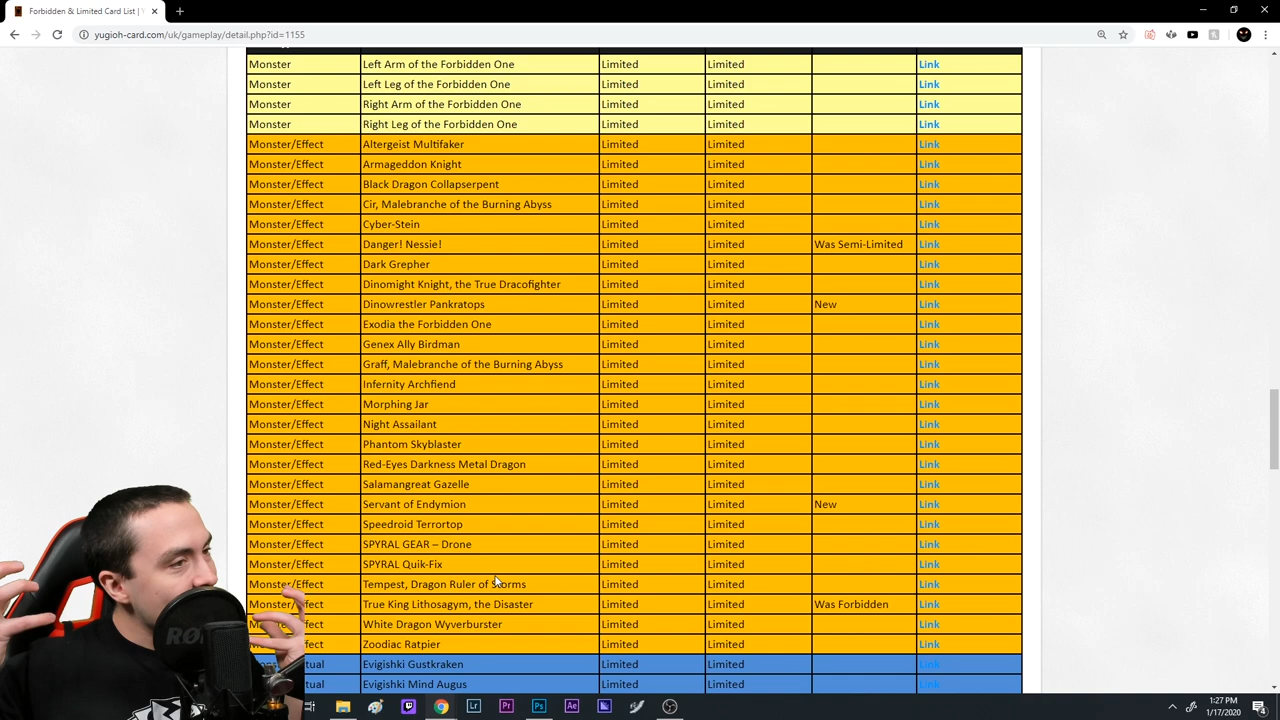 Forbidden & Limited Card List |
yugioh-card.com/uk/gameplay/detail.php?id=1155
Monster Left Arm of the Forbidden One Limited Limited Link
Monster Left Leg of the Forbidden One Limited Limited Link
Monster Right Arm of the Forbidden One Limited Limited Link
Monster Right Leg of the Forbidden One Limited Limited Link
Monster/Effect Altergeist Multifaker Limited Limited Link
Monster/Effect Armageddon Knight Limited Limited Link
Monster/Effect Black Dragon Collapserpent Limited Limited Link
Monster/Effect Cir, Malebranche of the Burning Abyss Limited Limited Link
Monster/Effect Cyber-Stein Limited Limited Link
Monster/Effect Danger! Nessie! Limited Limited Was Semi-Limited Link
Monster/Effect Dark Grepher Limited Limited Link
Monster/Effect Dinomight Knight, the True Dracofighter Limited Limited Link
Monster/Effect Dinowrestler Pankratops Limited Limited New Link
Monster/Effect Exodia the Forbidden One Limited Limited Link
Monster/Effect Genex Ally Birdman Limited Limited Link
Monster/Effect Graff, Malebranche of the Burning Abyss Limited Limited Link
Monster/Effect Infernity Archfiend Limited Limited Link
Monster/Effect Morphing Jar Limited Limited Link
Monster/Effect Night Assailant Limited Limited Link
Monster/Effect Phantom Skyblaster Limited Limited Link
Monster/Effect Red-Eyes Darkness Metal Dragon Limited Limited Link
Monster/Effect Salamangreat Gazelle Limited Limited Link
Monster/Effect Servant of Endymion Limited Limited New Link
Monster/Effect Speedroid Terrortop Limited Limited Link
Monster/Effect SPYRAL GEAR – Drone Limited Limited Link
Monster/Effect SPYRAL Quik-Fix Limited Limited Link
Monster/Effect Tempest, Dragon Ruler of Storms Limited Limited Link
Monster/Effect True King Lithosagym, the Disaster Limited Limited Was Forbidden Link
Effect White Dragon Wyverburster Limited Limited Link
Effect Zoodiac Ratpier Limited Limited Link
tual Evigishki Gustkraken Limited Limited Link
tual Evigishki Mind Augus Limited Limited Link
1:27 PM
1/17/2020